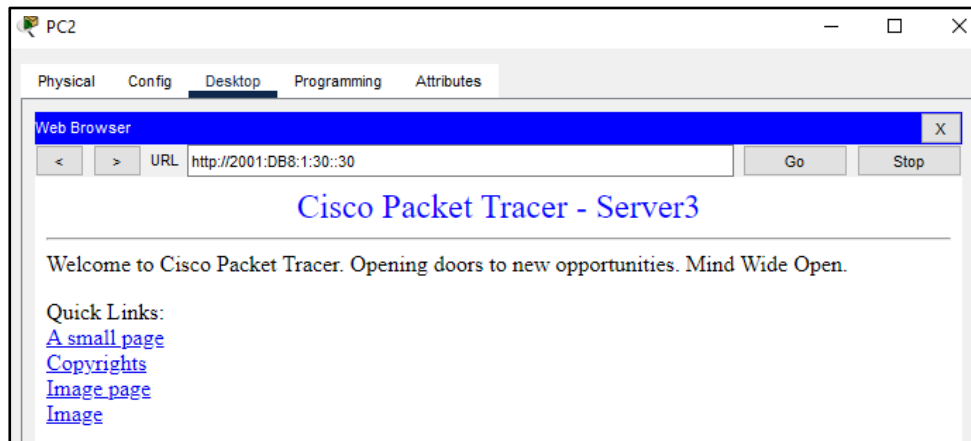 PC2
Physical Config Desktop Programming Attributes
Web Browser X
< > URL http://2001:DB8:1:30::30 Go Stop
Cisco Packet Tracer - Server3
Welcome to Cisco Packet Tracer. Opening doors to new opportunities. Mind Wide Open.
Quick Links:
A small page
Copyrights
Image page
Image